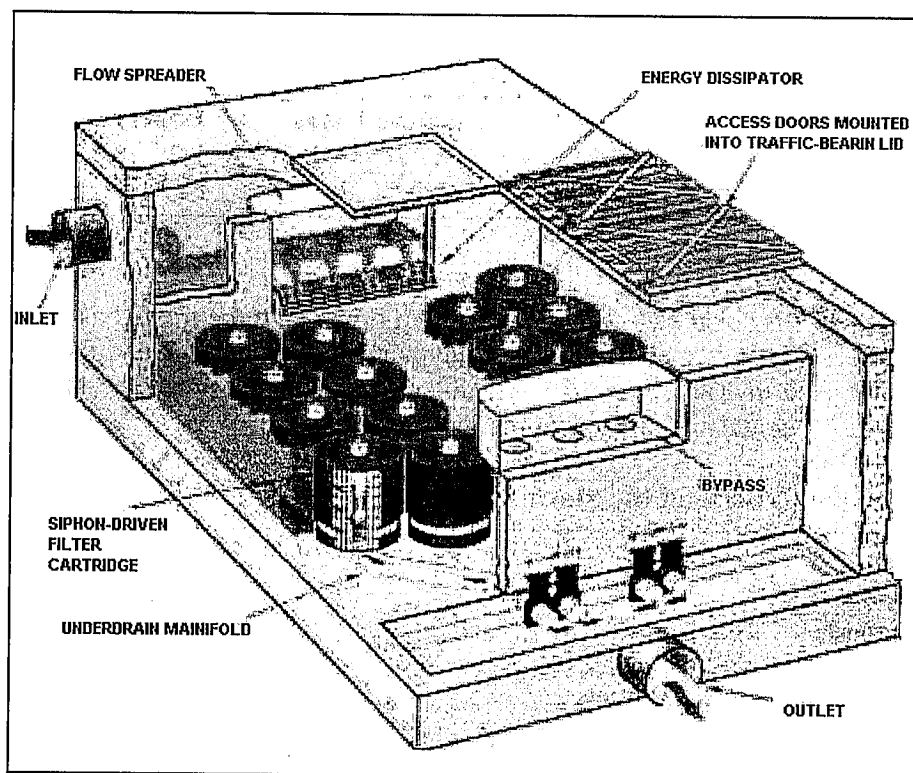 FLOW SPREADER
ENERGY DISSIPATOR
ACCESS DOORS MOUNTED
INTO TRAFFIC-BEARIN LID
INLET
BYPASS
SIPHON-DRIVEN
FILTER
CARTRIDGE
UNDERDRAIN MAINIFOLD
OUTLET